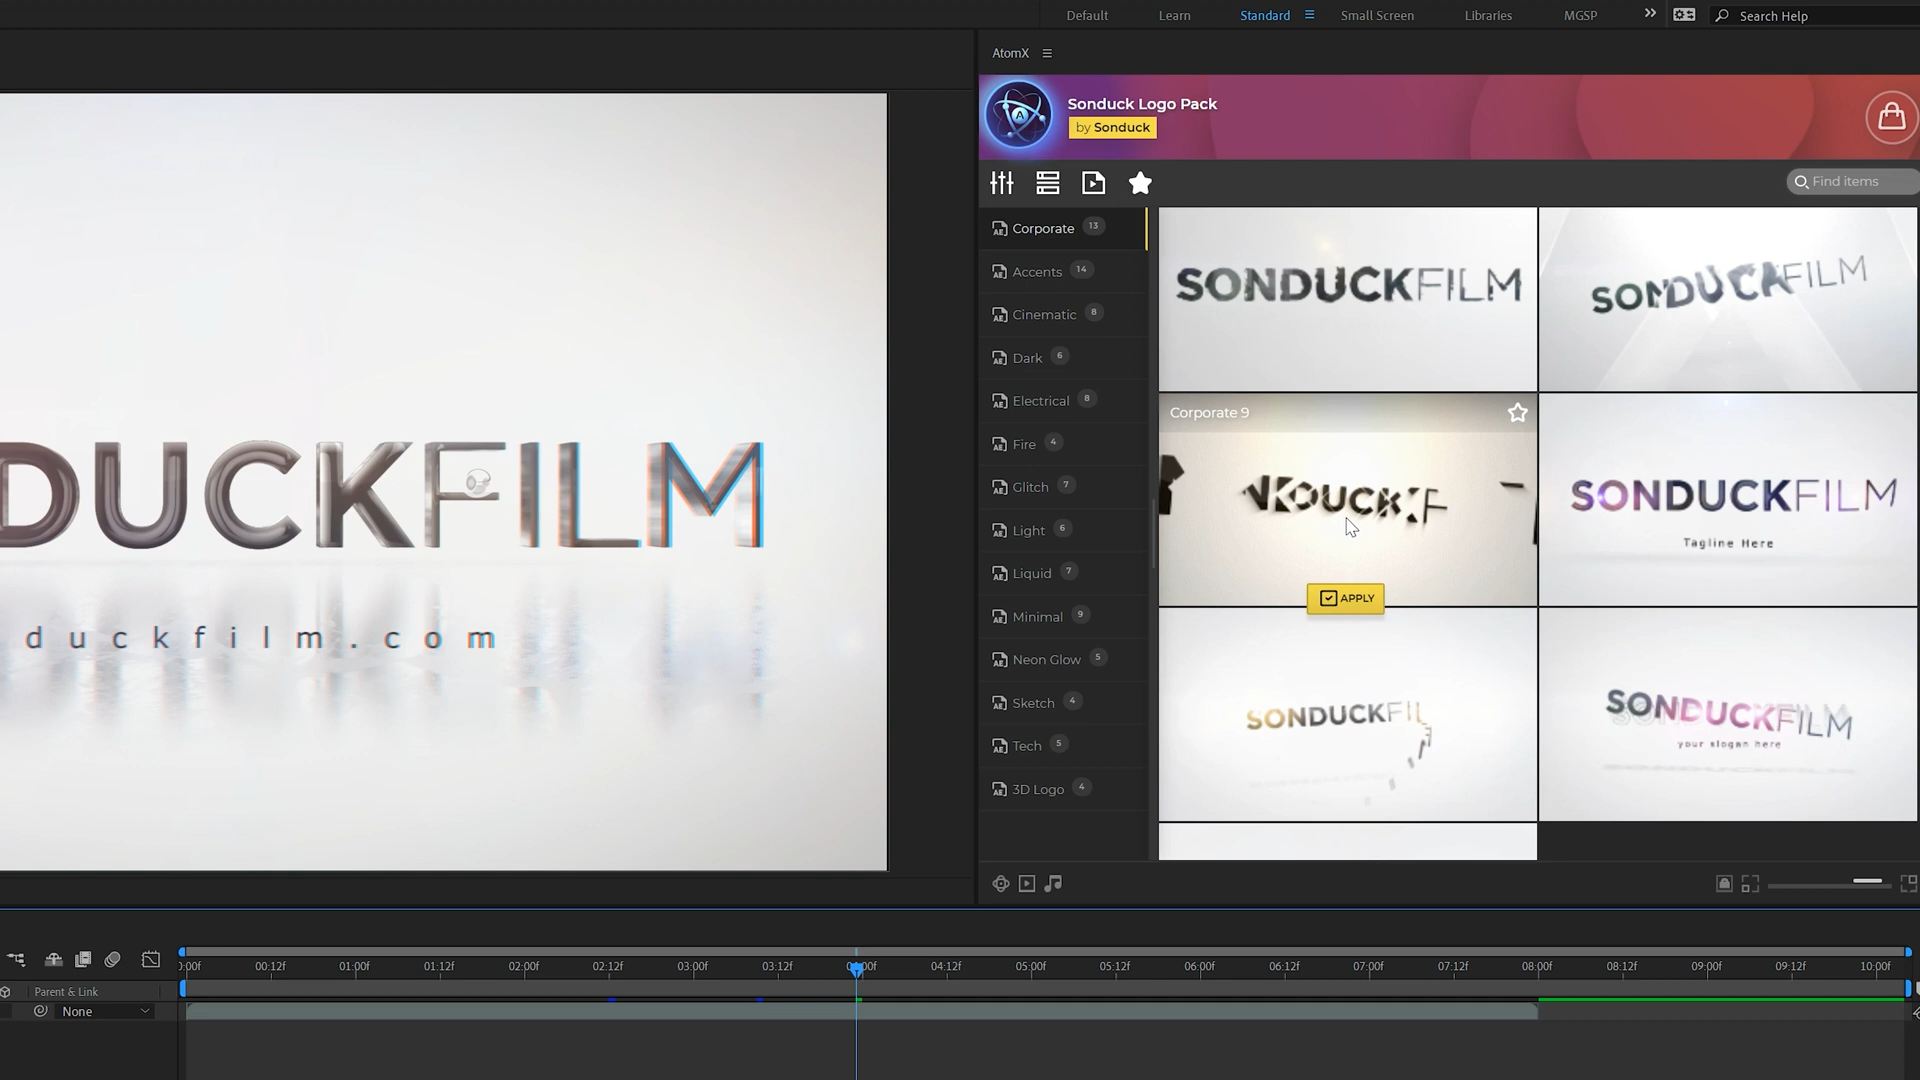 Default
Learn
Standard
Small Screen
Libraries
MGSP
Search Help
AtomX
Sonduck Logo Pack
by Sonduck
Find items
Corporate 13
Accents 14
Cinematic 8
Dark 6
Electrical 8
Fire 4
Glitch 7
Light 6
Liquid 7
Minimal 9
Neon Glow 5
Sketch 4
Tech 5
3D Logo 4
SONDUCKFILM
SONDUCKFILM
Corporate 9
APPLY
SONDUCKFILM
Tagline Here
SONDUCKFIL
SONDUCKFILM
your slogan here
DUCKFILM
duckfilm.com
:00f
00:12f
01:00f
01:12f
02:00f
02:12f
03:00f
03:12f
04:12f
05:00f
05:12f
06:00f
06:12f
07:00f
07:12f
08:00f
08:12f
09:00f
09:12f
10:00f
Parent & Link
None